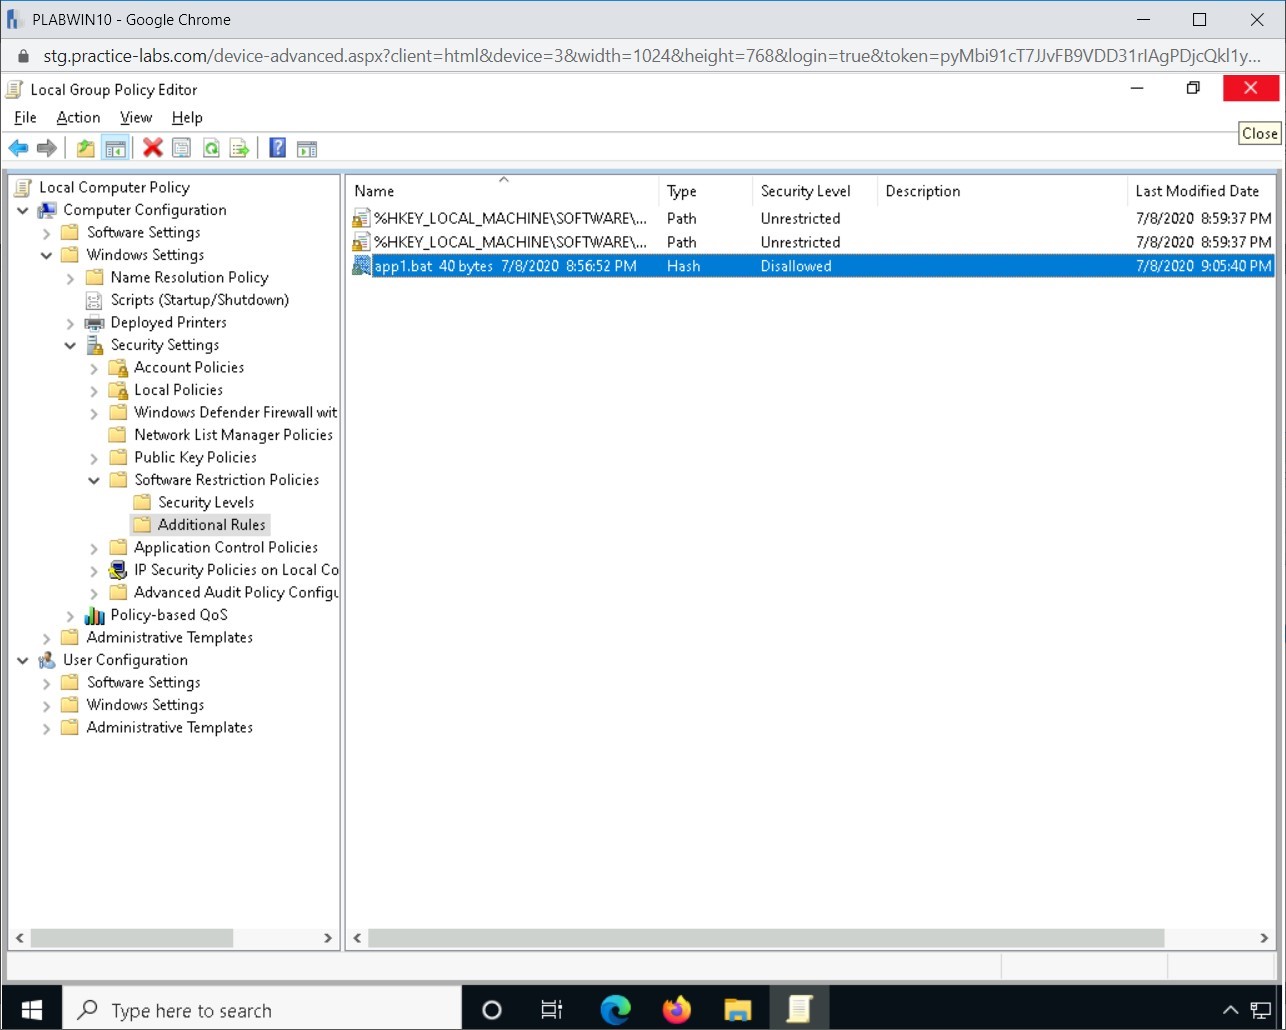 PLABWIN10 - Google Chrome
stg.practice-labs.com/device-advanced.aspx?client=html&device=3&width=1024&height=768&login=true&token=pyMbi91cT7JJvFB9VDD31rIAgPDjcQkl1y...
Local Group Policy Editor
File Action View Help
Close
Local Computer Policy
Computer Configuration
Software Settings
Windows Settings
Name Resolution Policy
Scripts (Startup/Shutdown)
Deployed Printers
Security Settings
Account Policies
Local Policies
Windows Defender Firewall wit
Network List Manager Policies
Public Key Policies
Software Restriction Policies
Security Levels
Additional Rules
Application Control Policies
IP Security Policies on Local Co
Advanced Audit Policy Configu
Policy-based QoS
Administrative Templates
User Configuration
Software Settings
Windows Settings
Administrative Templates
Name Type Security Level Description Last Modified Date
%HKEY_LOCAL_MACHINE\SOFTWARE\... Path Unrestricted 7/8/2020 8:59:37 PM
%HKEY_LOCAL_MACHINE\SOFTWARE\... Path Unrestricted 7/8/2020 8:59:37 PM
app1.bat 40 bytes 7/8/2020 8:56:52 PM Hash Disallowed 7/8/2020 9:05:40 PM
Type here to search